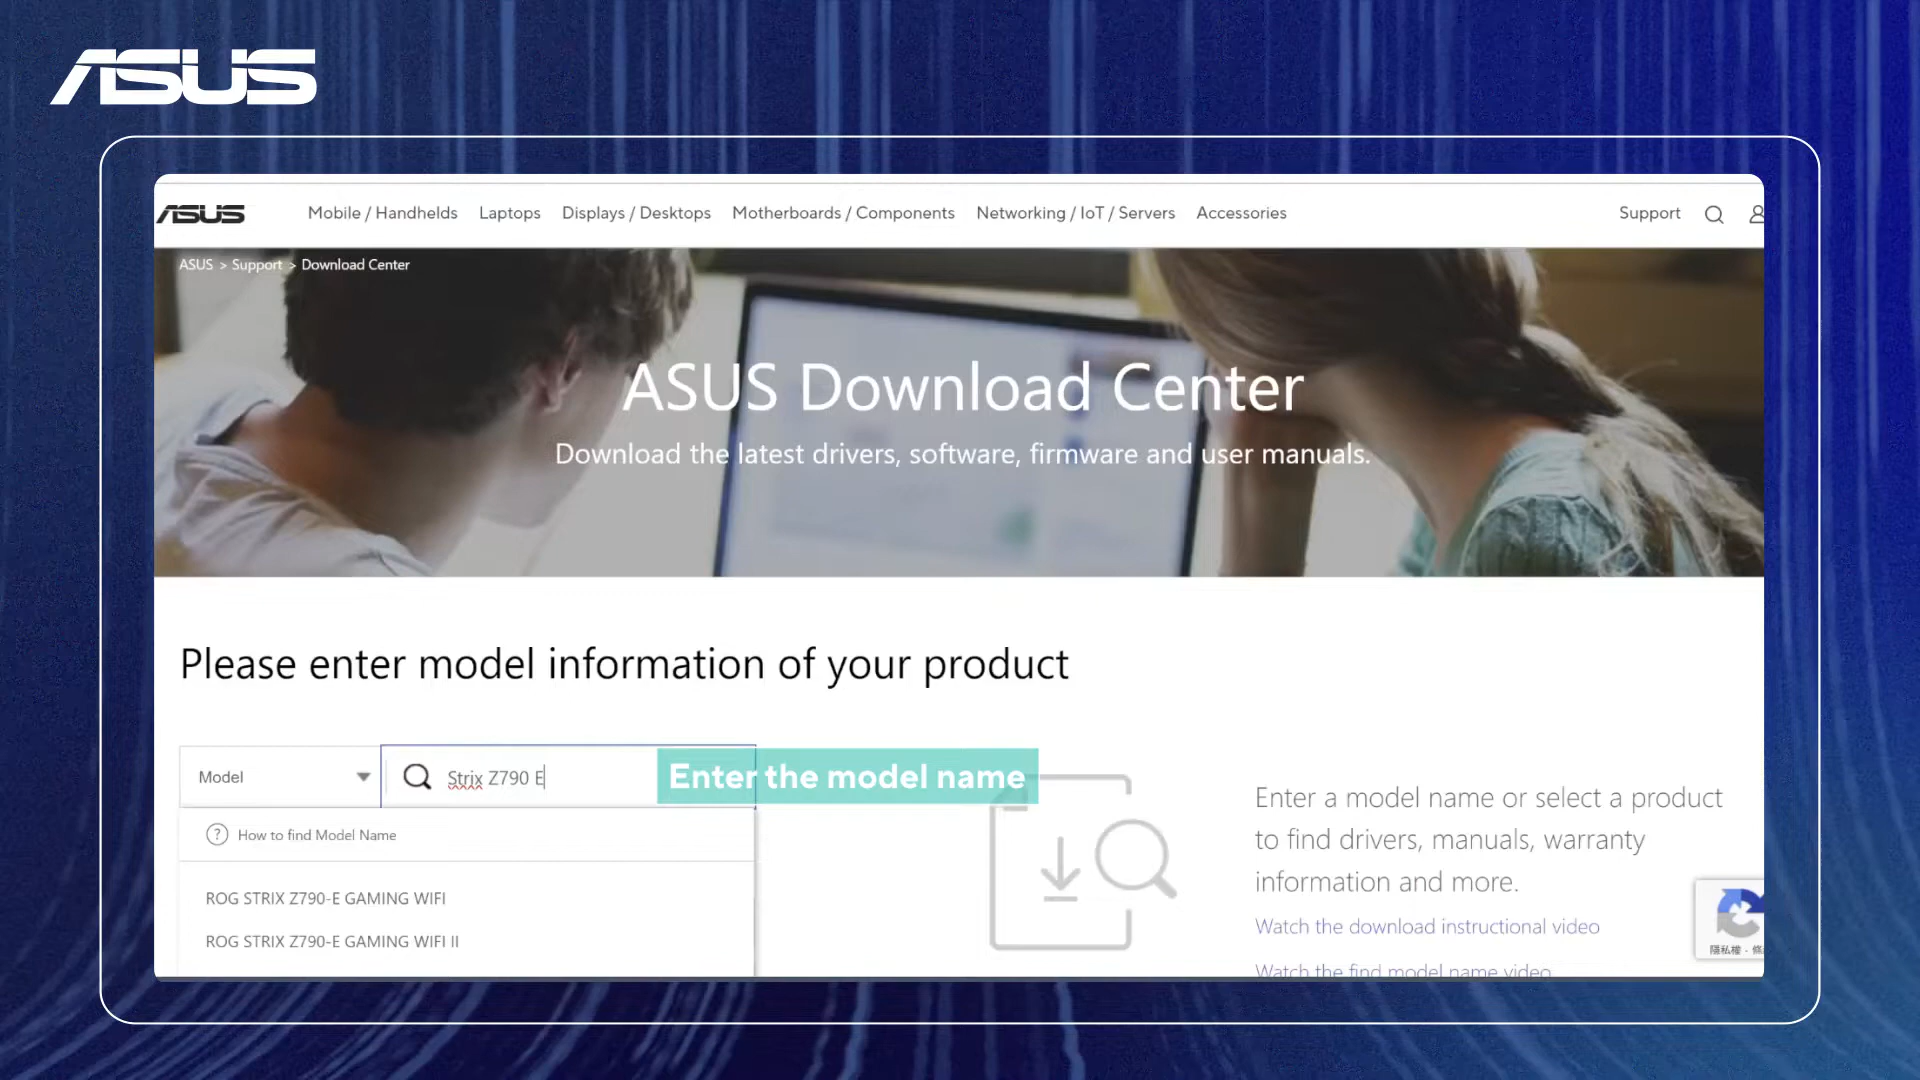 ASUS
ASUS
Mobile / Handhelds
Laptops
Displays / Desktops
Motherboards / Components
Networking / IoT / Servers
Accessories
Support
ASUS > Support > Download Center
ASUS Download Center
Download the latest drivers, software, firmware and user manuals.
Please enter model information of your product
Model
Strix Z790 E
Enter the model name
? How to find Model Name
ROG STRIX Z790-E GAMING WIFI
ROG STRIX Z790-E GAMING WIFI II
Enter a model name or select a product
to find drivers, manuals, warranty
information and more.
Watch the download instructional video
Watch the find model name video
隱私權 -